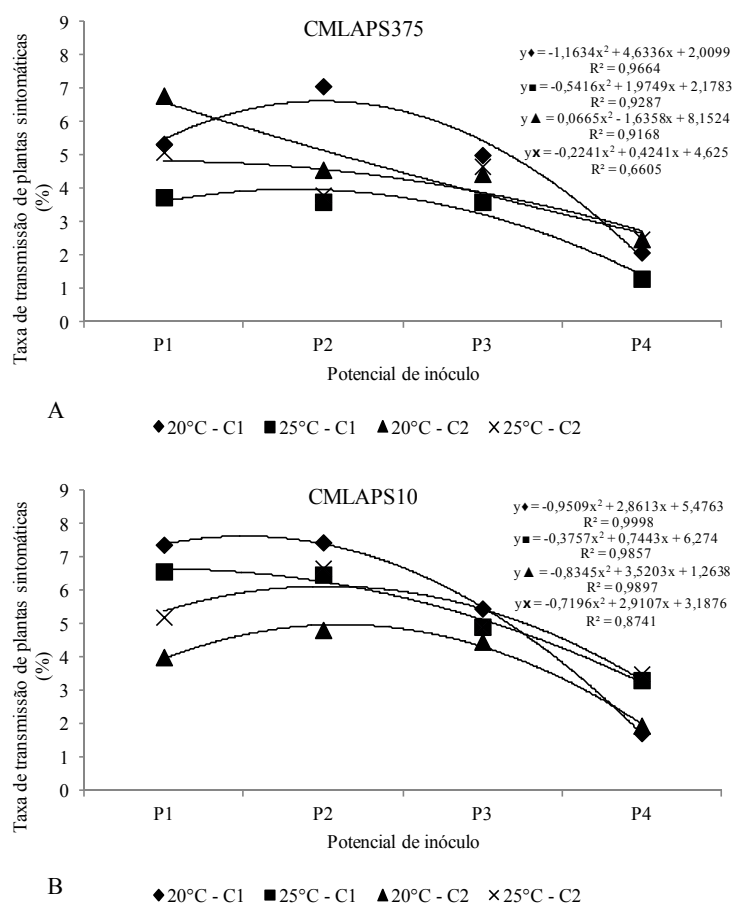 CMLAPS375
y♦ = -1,1634x² + 4,6336x + 2,0099
R² = 0,9664
y■ = -0,5416x² + 1,9749x + 2,1783
R² = 0,9287
y▲ = 0,0665x² - 1,6358x + 8,1524
R² = 0,9168
yx = -0,2241x² + 0,4241x + 4,625
R² = 0,6605
Taxa de transmissão de plantas sintomáticas
(%)
9
8
7
6
5
4
3
2
1
0
P1 P2 P3 P4
Potencial de inóculo
A
♦ 20°C - C1 ■ 25°C - C1 ▲ 20°C - C2 × 25°C - C2
CMLAPS10
y♦ = -0,9509x² + 2,8613x + 5,4763
R² = 0,9998
y■ = -0,3757x² + 0,7443x + 6,274
R² = 0,9857
y▲ = -0,8345x² + 3,5203x + 1,2638
R² = 0,9897
yx = -0,7196x² + 2,9107x + 3,1876
R² = 0,8741
Taxa de transmissão de plantas sintomáticas
(%)
9
8
7
6
5
4
3
2
1
0
P1 P2 P3 P4
Potencial de inóculo
B
♦ 20°C - C1 ■ 25°C - C1 ▲ 20°C - C2 × 25°C - C2